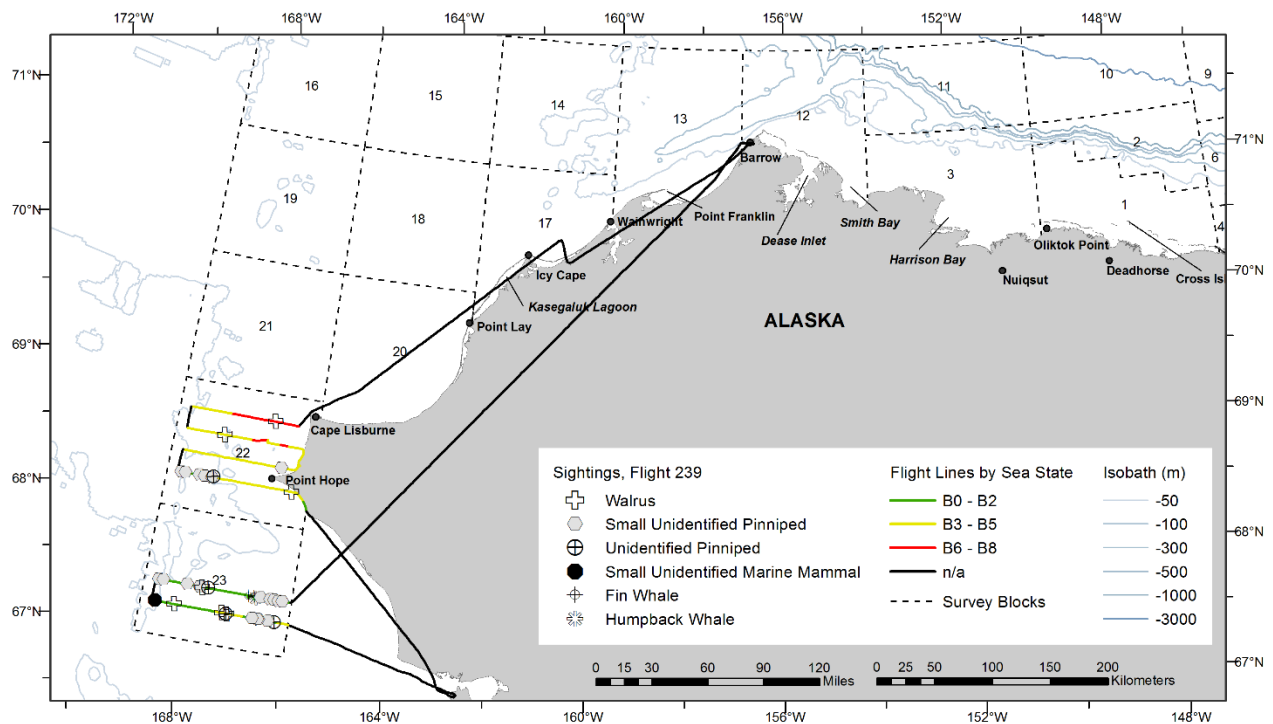 172°W 168°W 164°W 160°W 156°W 152°W 148°W
71°N
16
15
14
13
12
11
10
9
71°N
2
6
3
1
4
Barrow
70°N
19
18
17
Wainwright
Point Franklin
Dease Inlet
Smith Bay
Harrison Bay
Oliktok Point
Deadhorse
Cross Is
Nuiqsut
70°N
Icy Cape
Kasegaluk Lagoon
Point Lay
ALASKA
69°N
21
20
69°N
Cape Lisburne
22
68°N
Point Hope
68°N
23
67°N
67°N
Sightings, Flight 239
Walrus
Small Unidentified Pinniped
Unidentified Pinniped
Small Unidentified Marine Mammal
Fin Whale
Humpback Whale
Flight Lines by Sea State
B0 - B2
B3 - B5
B6 - B8
n/a
Survey Blocks
Isobath (m)
-50
-100
-300
-500
-1000
-3000
0 15 30 60 90 120
Miles
0 25 50 100 150 200
Kilometers
168°W 164°W 160°W 156°W 152°W 148°W